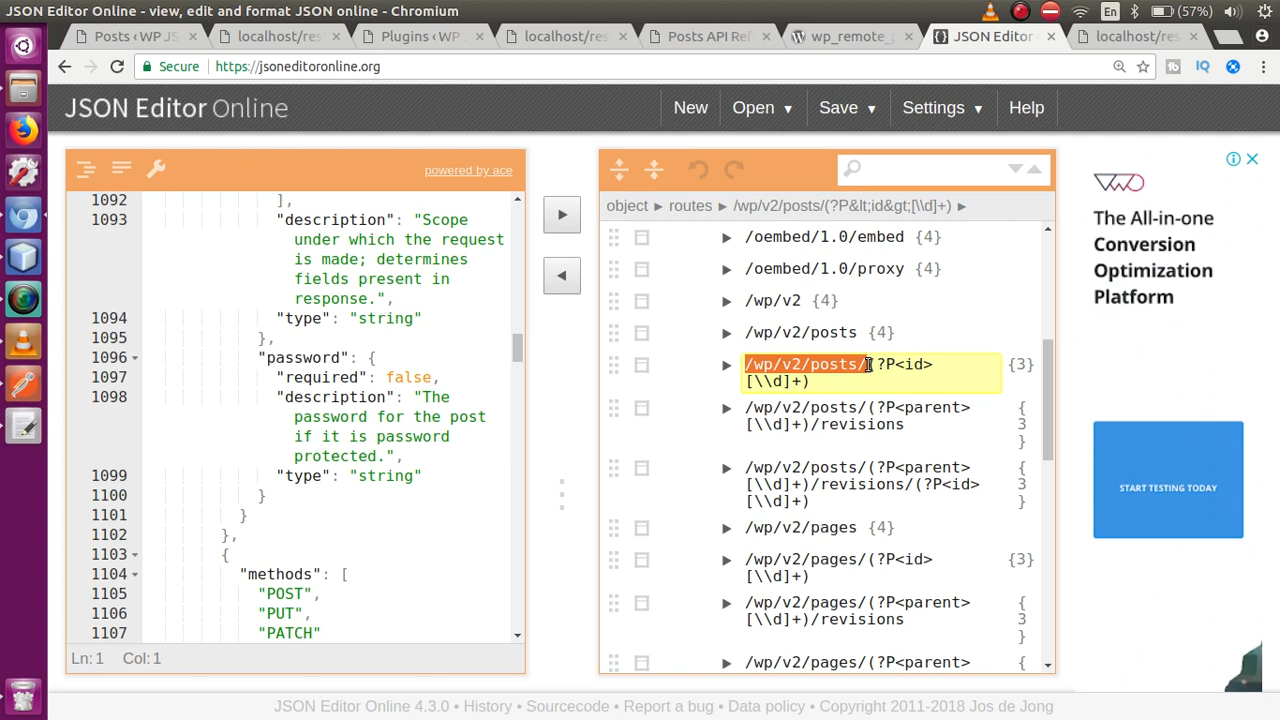 JSON Editor Online - view, edit and format JSON online - Chromium
En
(57%)
Posts ‹ WP JS
localhost/res
Plugins ‹ WP
localhost/res
Posts API Ref
wp_remote_p
JSON Editor
localhost/res
Secure
https://jsoneditoronline.org
JSON Editor Online
New
Open ▼
Save ▼
Settings ▼
Help
powered by ace
object ► routes ► /wp/v2/posts/(?P&lt;id&gt;[\\d]+) ►
1092 ],
1093 "description": "Scope
under which the request
is made; determines
fields present in
response.",
1094 "type": "string"
1095 },
1096 "password": {
1097 "required": false,
1098 "description": "The
password for the post
if it is password
protected.",
1099 "type": "string"
1100 }
1101 }
1102 },
1103 {
1104 "methods": [
1105 "POST",
1106 "PUT",
1107 "PATCH"
Ln: 1 Col: 1
/oembed/1.0/embed {4}
/oembed/1.0/proxy {4}
/wp/v2 {4}
/wp/v2/posts {4}
/wp/v2/posts/(?P<id> {3}
[\\d]+)
/wp/v2/posts/(?P<parent> {
[\\d]+)/revisions 3
}
/wp/v2/posts/(?P<parent> {
[\\d]+)/revisions/(?P<id> 3
[\\d]+) }
/wp/v2/pages {4}
/wp/v2/pages/(?P<id> {3}
[\\d]+)
/wp/v2/pages/(?P<parent> {
[\\d]+)/revisions 3
}
/wp/v2/pages/(?P<parent> {
The All-in-one
Conversion
Optimization
Platform
START TESTING TODAY
JSON Editor Online 4.3.0 • History • Sourcecode • Report a bug • Data policy • Copyright 2011-2018 Jos de Jong